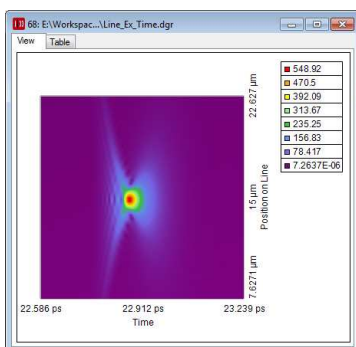 68: E:\Workspac...\Line_Ex_Time.dgr
View Table
548.92
470.5
392.09
313.67
235.25
156.83
78.417
7.2637E-06
22.627 µm
15 µm
Position on Line
7.6271 µm
22.586 ps 22.912 ps 23.239 ps
Time